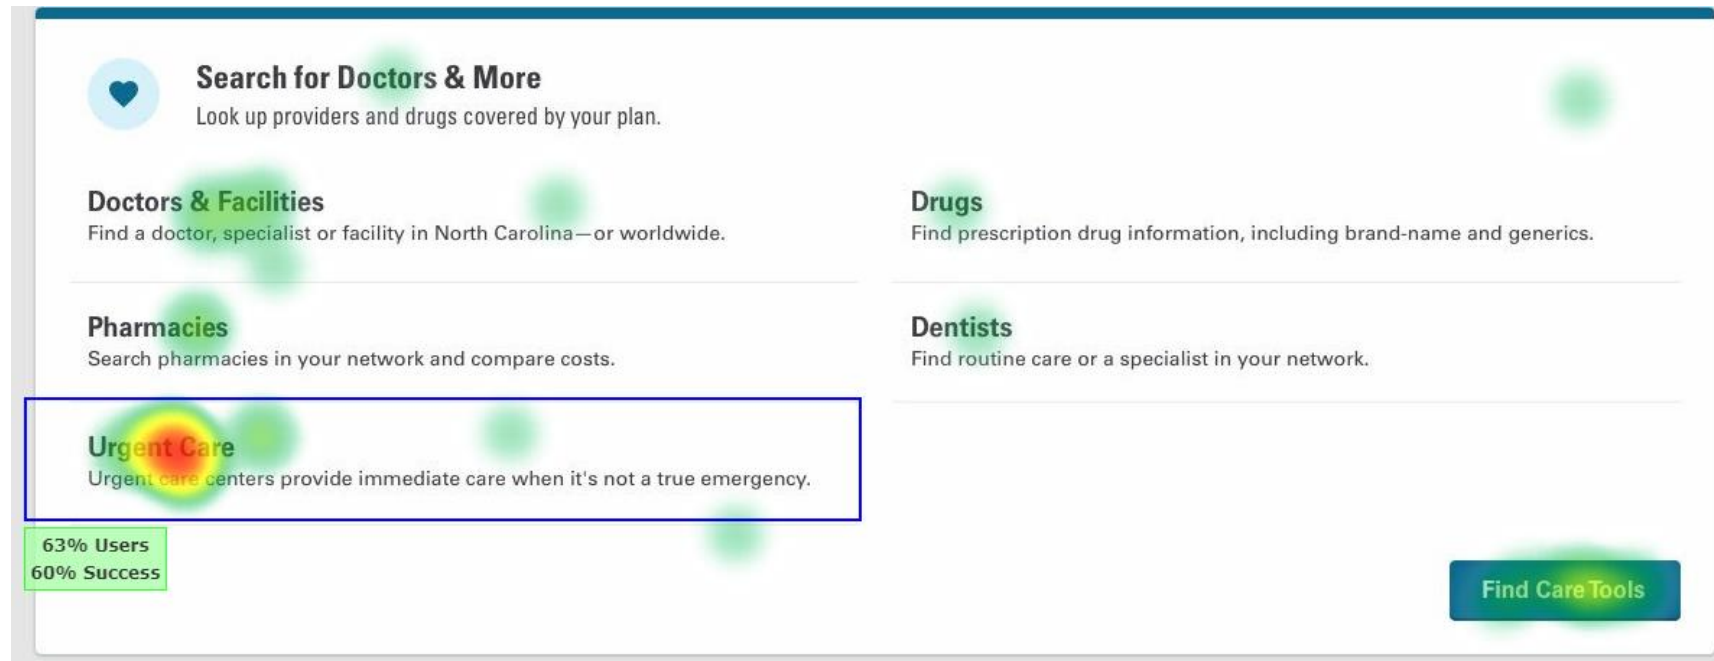 Search for Doctors & More
Look up providers and drugs covered by your plan.
Doctors & Facilities
Find a doctor, specialist or facility in North Carolina—or worldwide.
Drugs
Find prescription drug information, including brand-name and generics.
Pharmacies
Search pharmacies in your network and compare costs.
Dentists
Find routine care or a specialist in your network.
Urgent Care
Urgent care centers provide immediate care when it's not a true emergency.
63% Users
60% Success
Find Care Tools